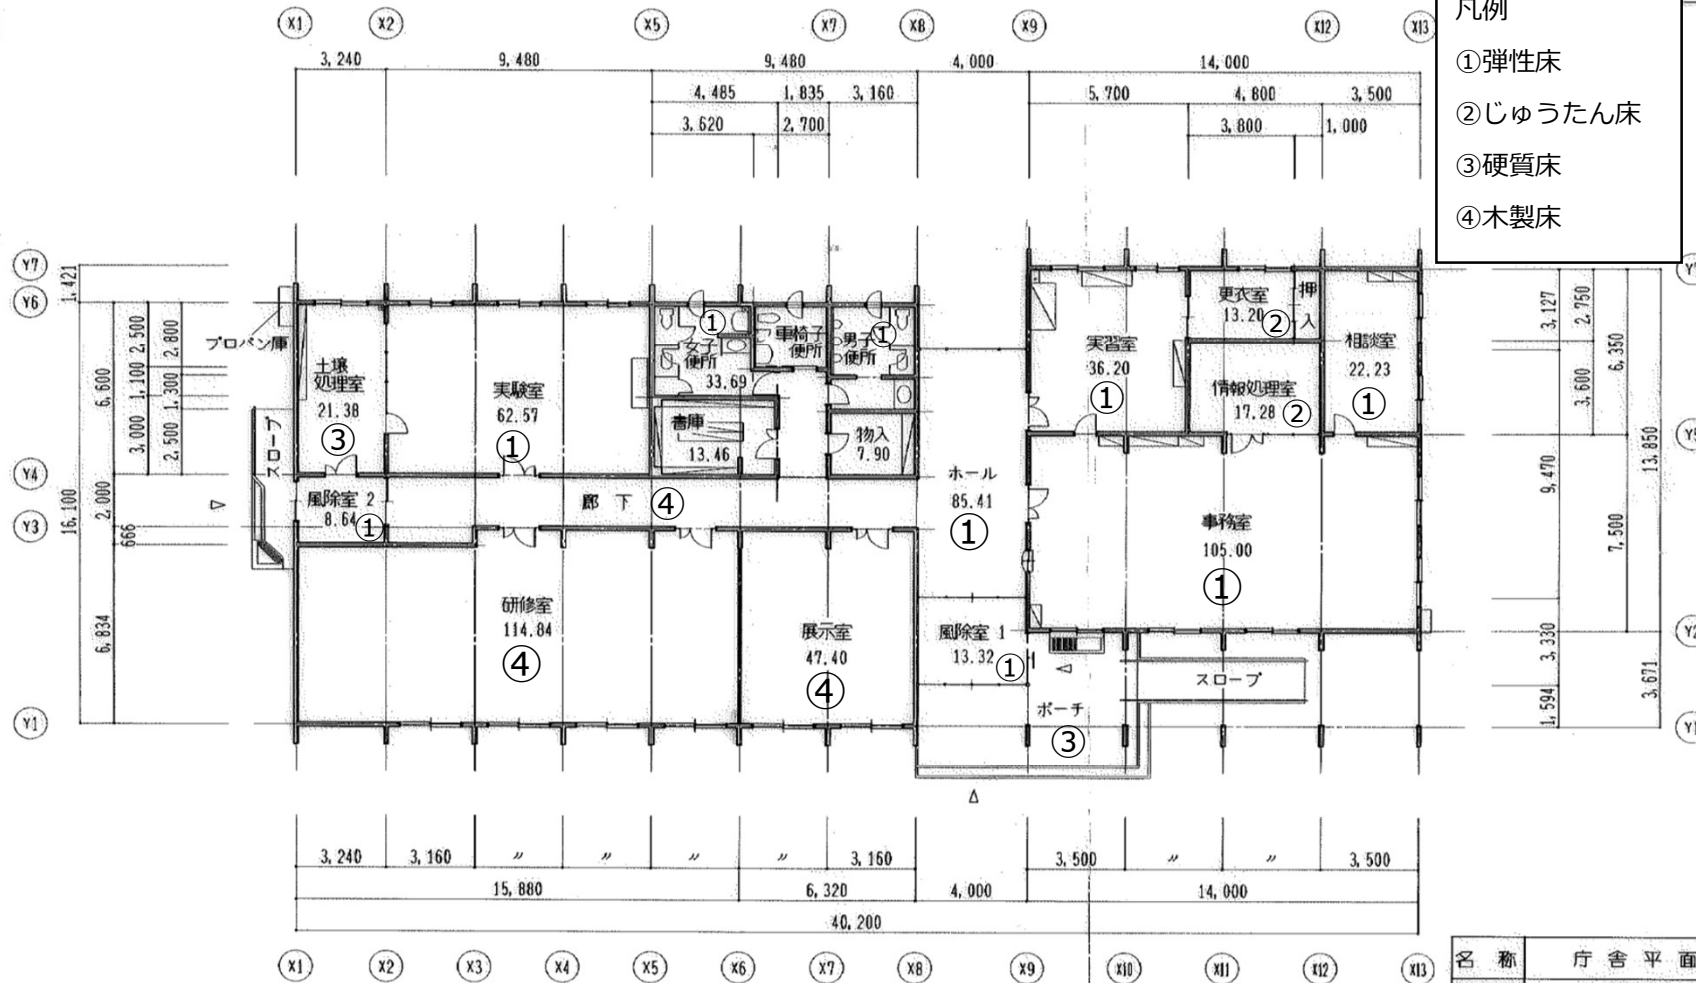 X1 X2 X5 X7 X8 X9 X12 X13
凡例
①弾性床
②じゅうたん床
③硬質床
④木製床
3,240 9,480 9,480 4,000 14,000
4,485 1,835 3,160 5,700 4,800 3,500
3,620 2,700 3,800 1,000
Y7
Y6
Y4
Y3
Y1
1,421
6,600
2,000
666
6,834
16,100
3,000 1,100 2,500
2,500 1,300 2,800
プロパン庫
スロープ
土壌
処理室
21.38
③
実験室
62.57
①
①
女子
便所
車椅子
便所
①
男子
便所
33.69
書庫
13.46
物入
7.90
風除室 2
8.64
①
廊 下 ④
研修室
114.84
④
展示室
47.40
④
ホール
85.41
①
風除室 1
13.32
①
ポーチ
③
スロープ
実習室
36.20
①
更衣室
13.20
②
押
入
情報処理室
17.28
②
相談室
22.23
①
事務室
105.00
①
3,127
9,470
3,330
1,594
2,750
3,600
6,350
7,500
13,850
3,671
Y5
Y2
Y1
3,240 3,160 〃 〃 〃 〃 3,160 3,500 〃 〃 3,500
15,880 6,320 4,000 14,000
40,200
X1 X2 X3 X4 X5 X6 X7 X8 X9 X10 X11 X12 X13
名 称 庁 舎 平 面